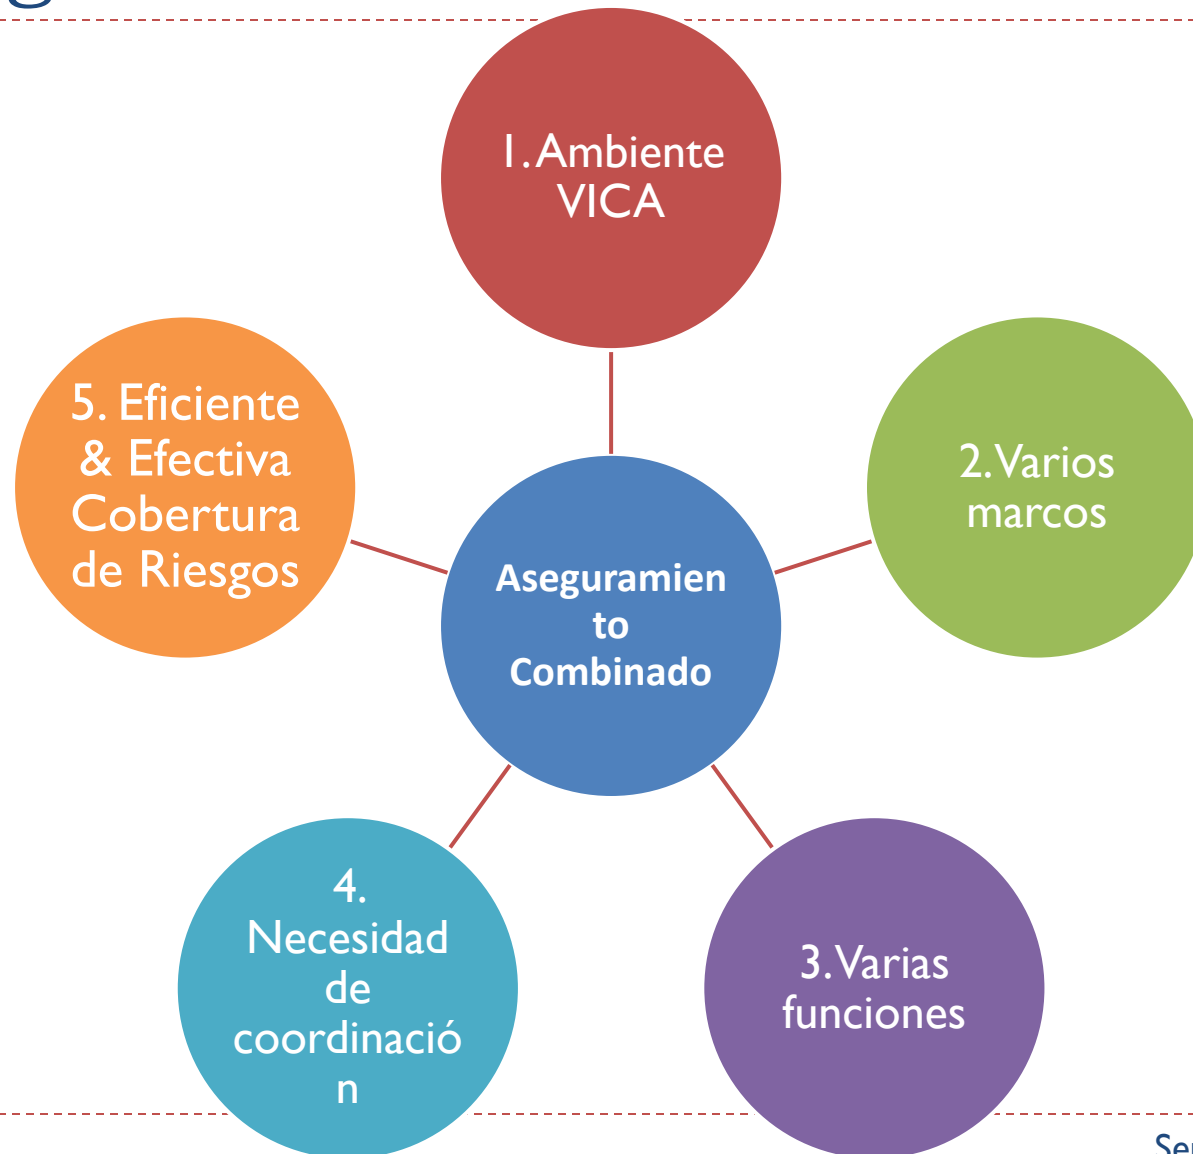 1. Ambiente
VICA
5. Eficiente
& Efectiva
Cobertura
de Riesgos
2. Varios
marcos
Aseguramien
to
Combinado
4.
Necesidad
de
coordinació
n
3. Varias
funciones